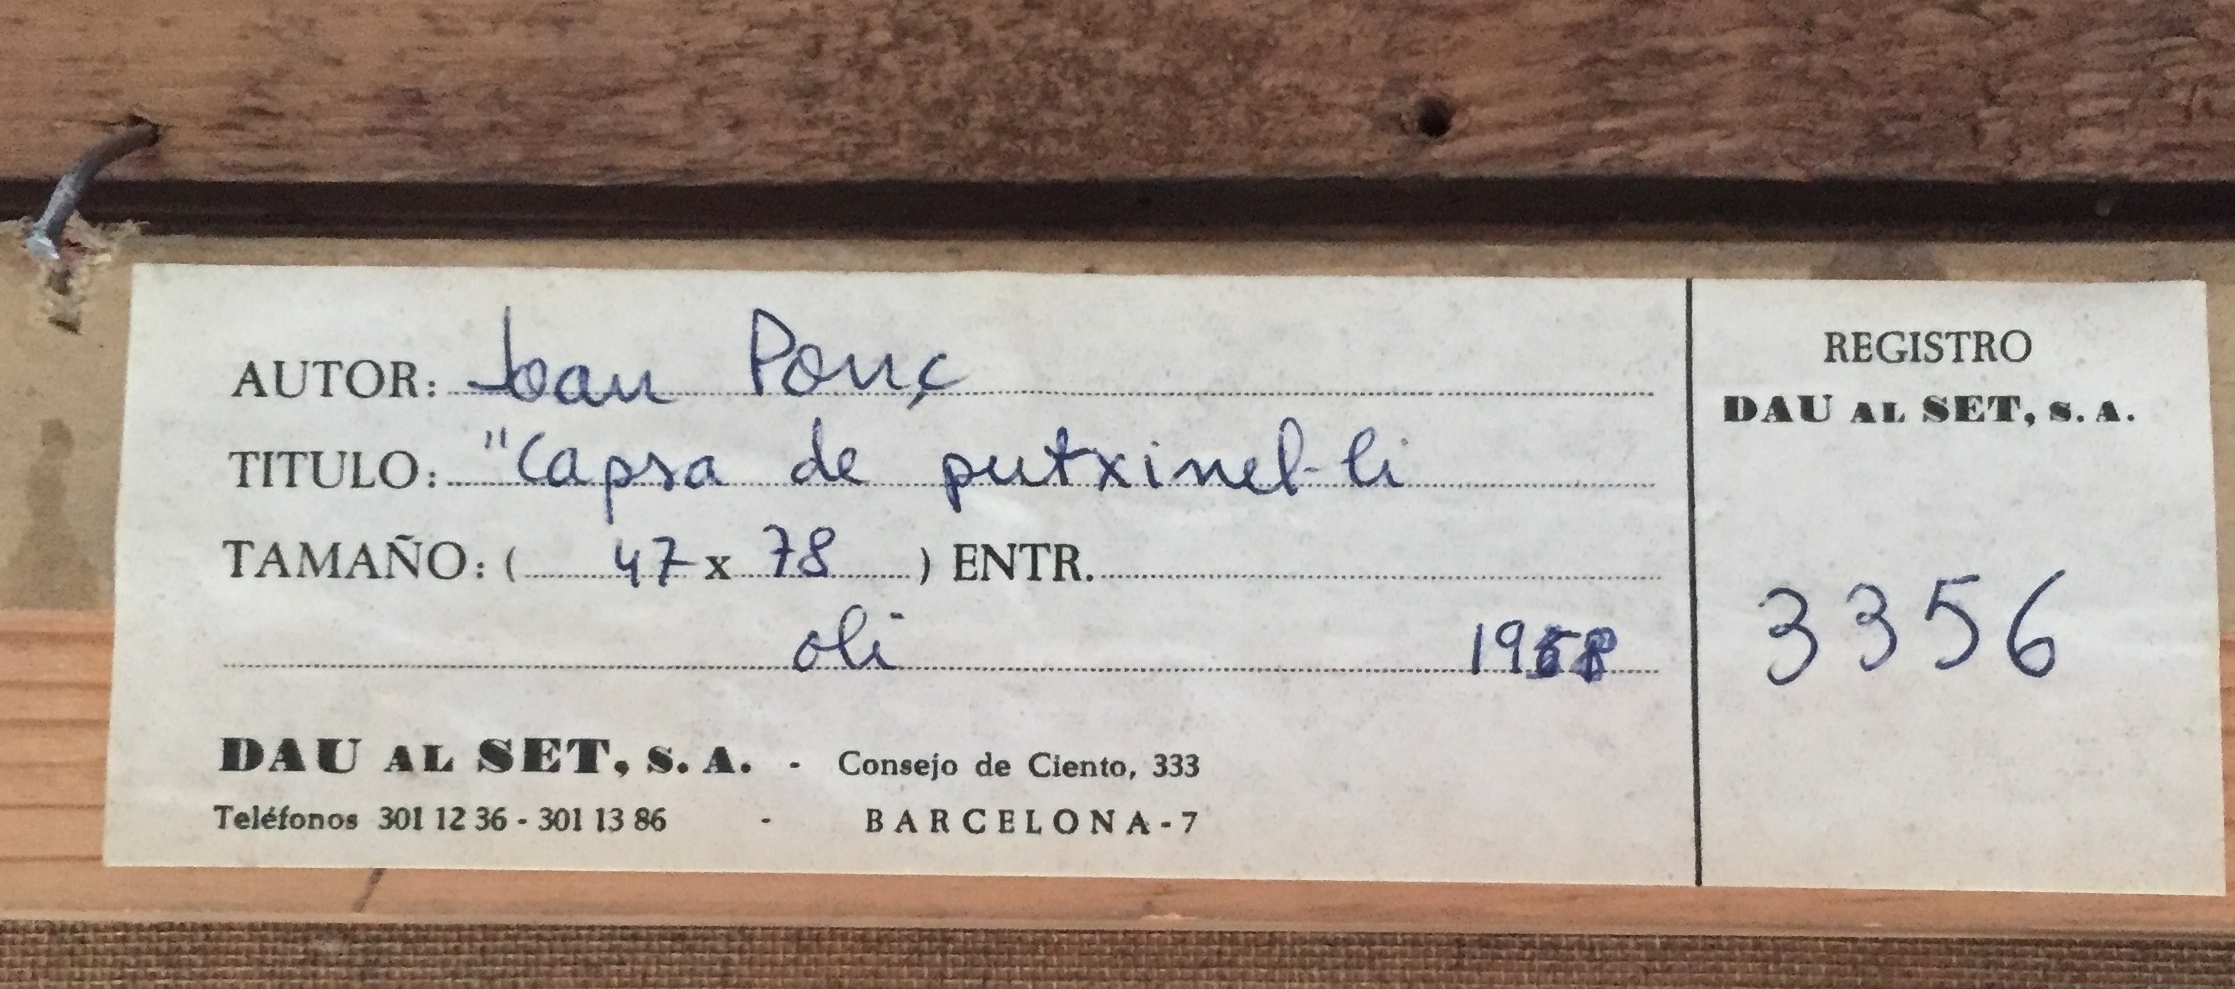 AUTOR: Joan Ponç
TITULO: "Capsa de putxinel-li
TAMAÑO: ( 47 x 78 ) ENTR.
oli
DAU AL SET, S. A. - Consejo de Ciento, 333
Teléfonos 301 12 36 - 301 13 86 - BARCELONA-7
REGISTRO
DAU AL SET, S. A.
3356